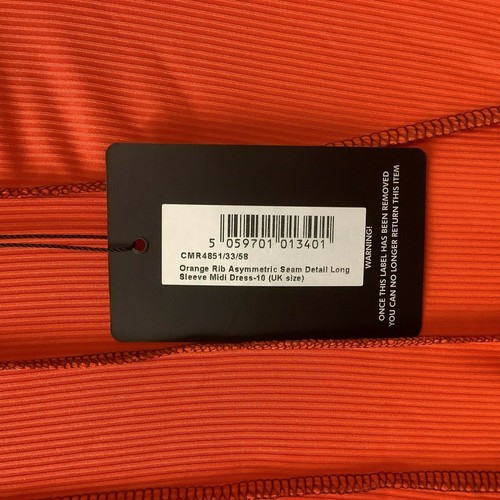 5 059701 013401
CMR4851/33/58
Orange Rib Asymmetric Seam Detail Long
Sleeve Midi Dress-10 (UK size)
WARNING!
ONCE THIS LABEL HAS BEEN REMOVED
YOU CAN NO LONGER RETURN THIS ITEM